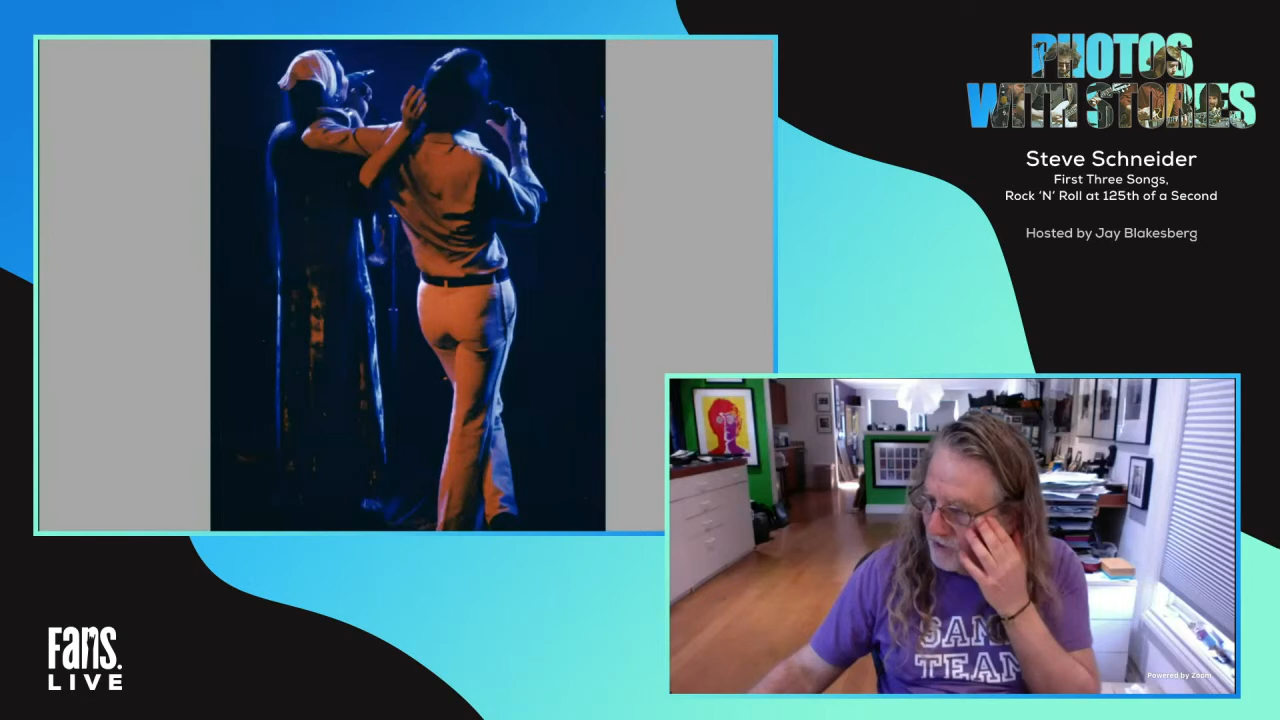 PHOTOS
WITH STORIES
Steve Schneider
First Three Songs,
Rock ‘N’ Roll at 125th of a Second
Hosted by Jay Blakesberg
TEAM
Powered by Zoom
Fans.
LIVE